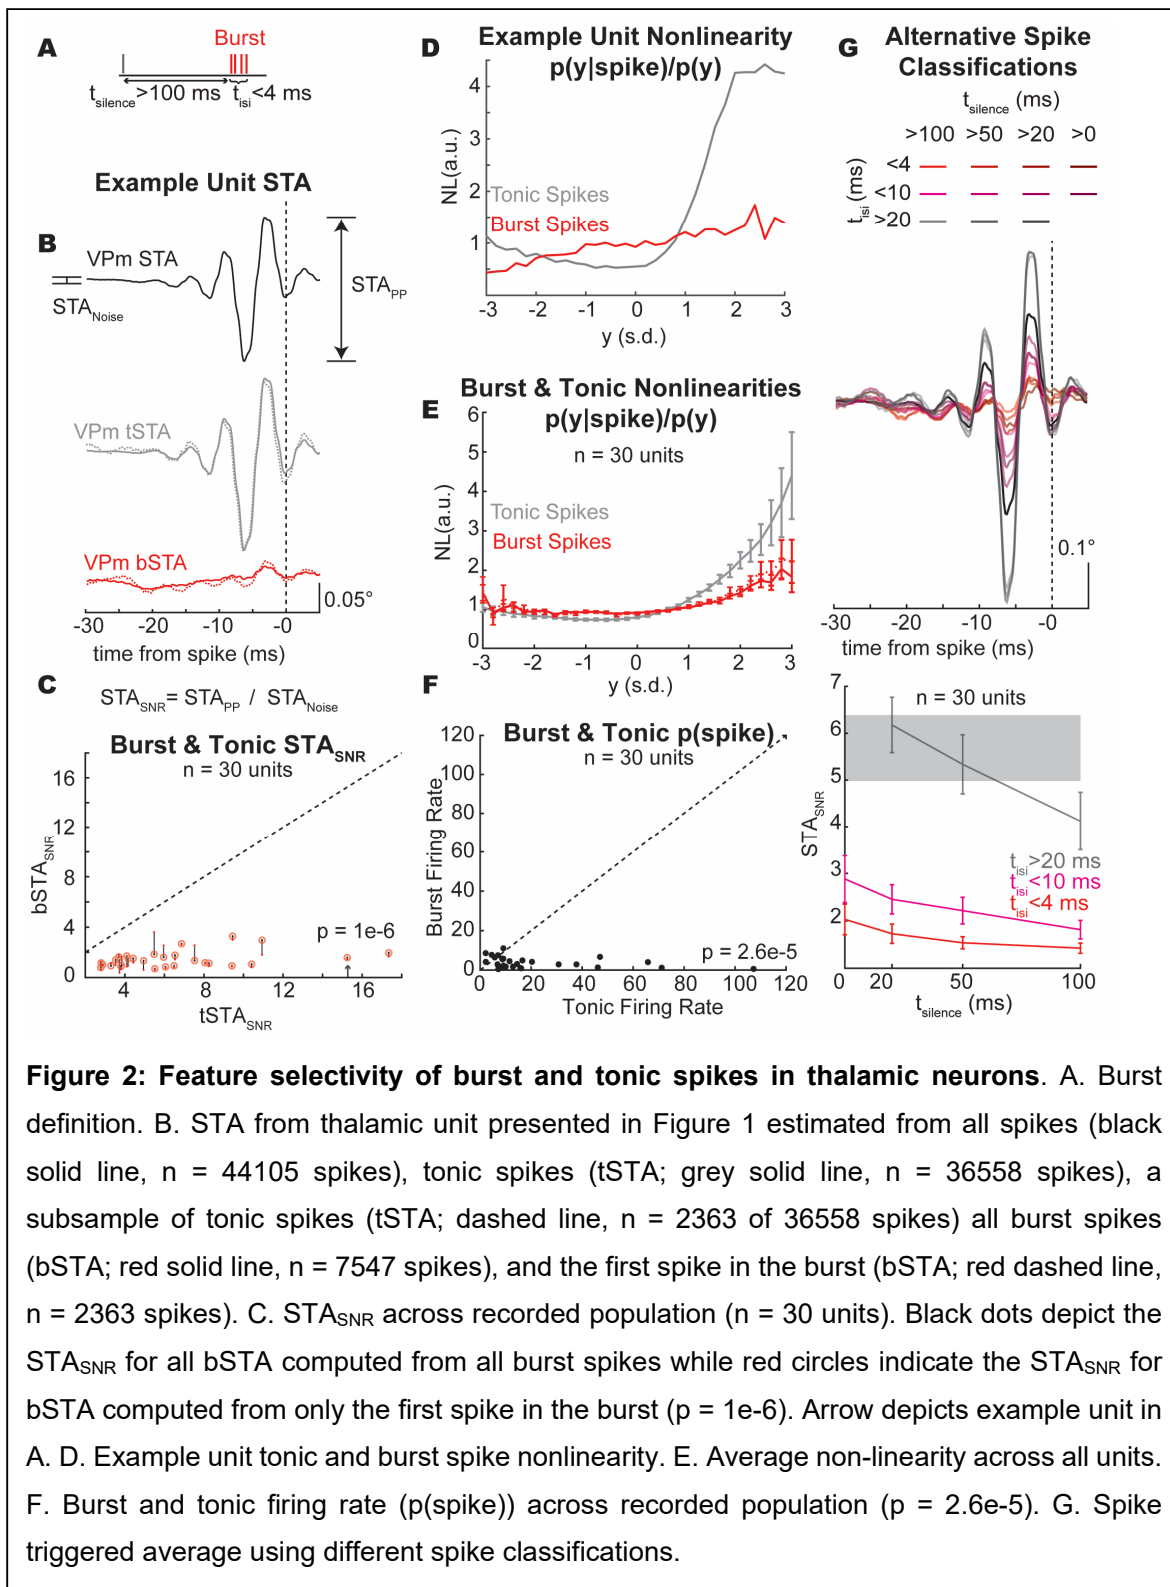 A
Burst
t_silence >100 ms t_isi <4 ms
Example Unit STA
B
VPm STA
STA_Noise
STA_PP
VPm tSTA
VPm bSTA
0.05°
-30 -20 -10 -0
time from spike (ms)
C
STA_SNR = STA_PP / STA_Noise
Burst & Tonic STA_SNR
n = 30 units
16
12
8
4
0
bSTA_SNR
p = 1e-6
4 8 12 16
tSTA_SNR
D
Example Unit Nonlinearity
p(y|spike)/p(y)
4
3
2
1
NL(a.u.)
Tonic Spikes
Burst Spikes
-3 -2 -1 0 1 2 3
y (s.d.)
E
Burst & Tonic Nonlinearities
p(y|spike)/p(y)
n = 30 units
6
5
4
3
2
1
0
NL(a.u.)
Tonic Spikes
Burst Spikes
-3 -2 0 2 3
y (s.d.)
F
Burst & Tonic p(spike)
n = 30 units
120
100
80
60
40
20
0
Burst Firing Rate
p = 2.6e-5
0 20 40 60 80 100 120
Tonic Firing Rate
G
Alternative Spike
Classifications
t_silence (ms)
>100 >50 >20 >0
t_isi (ms)
<4
<10
>20
0.1°
-30 -20 -10 -0
time from spike (ms)
n = 30 units
7
6
5
4
2
STA_SNR
t_isi >20 ms
t_isi <10 ms
t_isi <4 ms
0 20 50 100
t_silence (ms)
Figure 2: Feature selectivity of burst and tonic spikes in thalamic neurons. A. Burst
definition. B. STA from thalamic unit presented in Figure 1 estimated from all spikes (black
solid line, n = 44105 spikes), tonic spikes (tSTA; grey solid line, n = 36558 spikes), a
subsample of tonic spikes (tSTA; dashed line, n = 2363 of 36558 spikes) all burst spikes
(bSTA; red solid line, n = 7547 spikes), and the first spike in the burst (bSTA; red dashed line,
n = 2363 spikes). C. STA_SNR across recorded population (n = 30 units). Black dots depict the
STA_SNR for all bSTA computed from all burst spikes while red circles indicate the STA_SNR for
bSTA computed from only the first spike in the burst (p = 1e-6). Arrow depicts example unit in
A. D. Example unit tonic and burst spike nonlinearity. E. Average non-linearity across all units.
F. Burst and tonic firing rate (p(spike)) across recorded population (p = 2.6e-5). G. Spike
triggered average using different spike classifications.